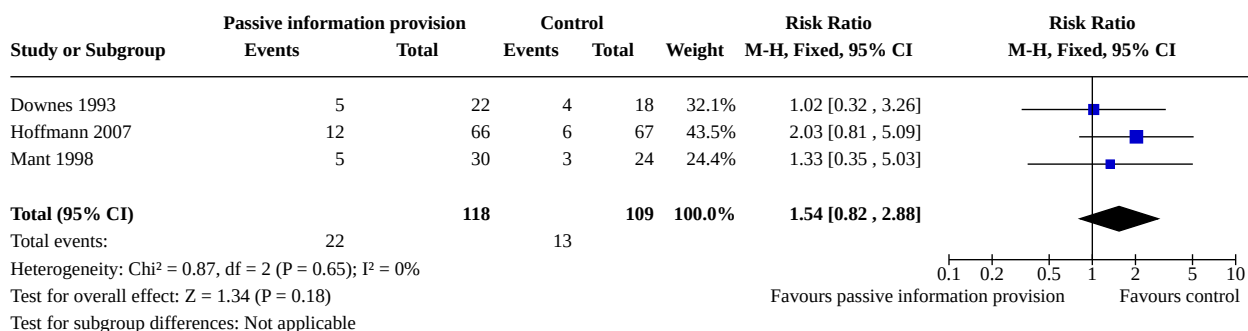 Passive information provision Control Risk Ratio Risk Ratio
Study or Subgroup Events Total Events Total Weight M-H, Fixed, 95% CI M-H, Fixed, 95% CI
Downes 1993 5 22 4 18 32.1% 1.02 [0.32 , 3.26]
Hoffmann 2007 12 66 6 67 43.5% 2.03 [0.81 , 5.09]
Mant 1998 5 30 3 24 24.4% 1.33 [0.35 , 5.03]
Total (95% CI) 118 109 100.0% 1.54 [0.82 , 2.88]
Total events: 22 13
Heterogeneity: Chi² = 0.87, df = 2 (P = 0.65); I² = 0%
0.1 0.2 0.5 1 2 5 10
Test for overall effect: Z = 1.34 (P = 0.18)
Favours passive information provision Favours control
Test for subgroup differences: Not applicable